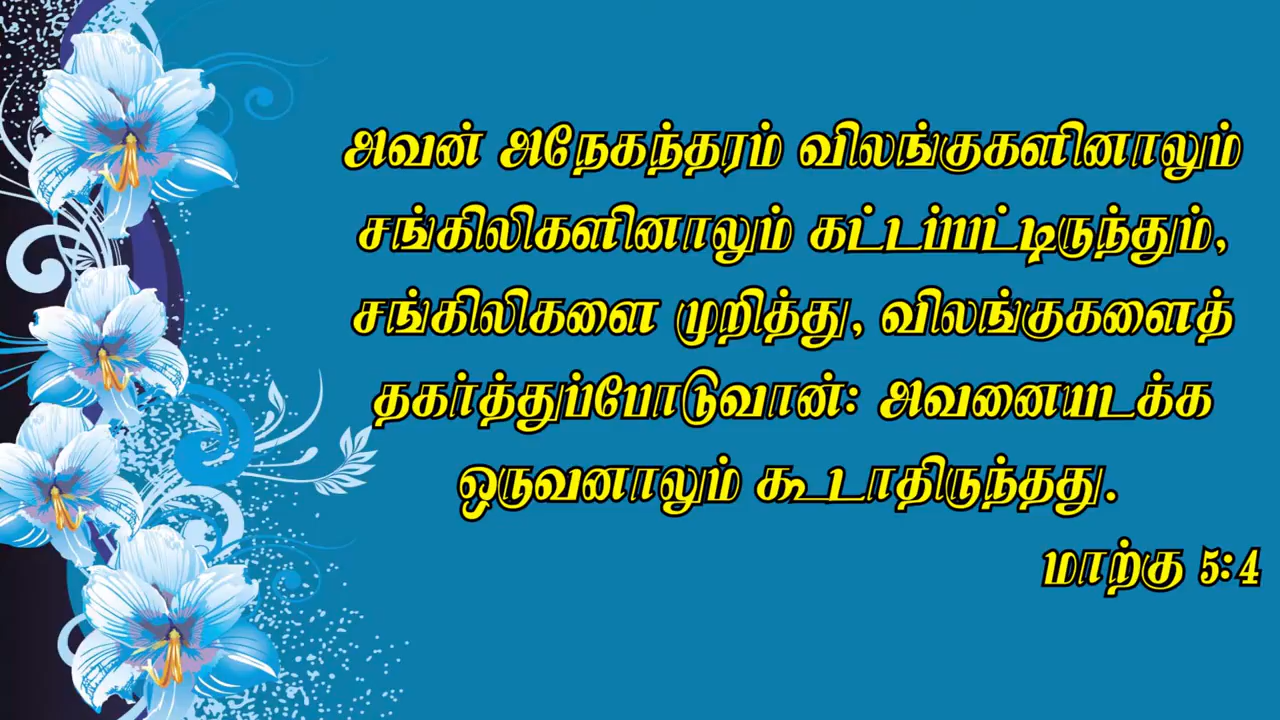 அவன் அநேகந்தரம் விலங்குகளினாலும்
சங்கிலிகளினாலும் கட்டப்பட்டிருந்தும்,
சங்கிலிகளை முறித்து, விலங்குகளைத்
தகர்த்துப்போடுவான்: அவனையடக்க
ஒருவனாலும் கூடாதிருந்தது.
மாற்கு 5:4